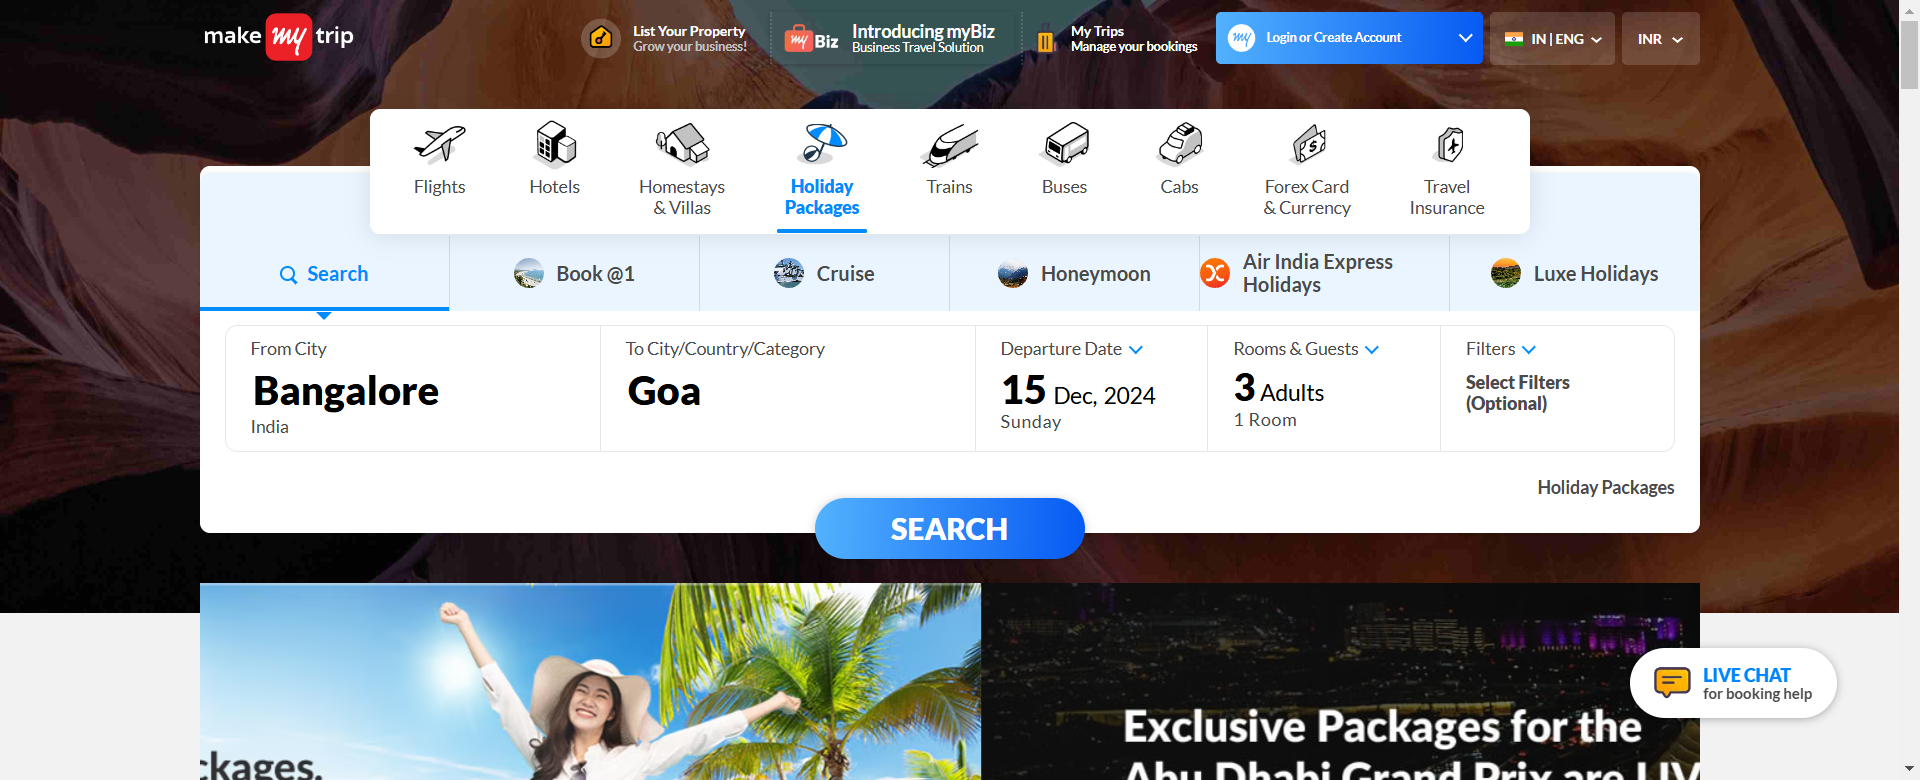 make my trip
List Your Property
Grow your business!
my Biz
Introducing myBiz
Business Travel Solution
My Trips
Manage your bookings
my
Login or Create Account
IN | ENG
INR
Flights
Hotels
Homestays
& Villas
Holiday
Packages
Trains
Buses
Cabs
Forex Card
& Currency
Travel
Insurance
Search
Book @1
Cruise
Honeymoon
Air India Express
Holidays
Luxe Holidays
From City
Bangalore
India
To City/Country/Category
Goa
Departure Date
15 Dec, 2024
Sunday
Rooms & Guests
3 Adults
1 Room
Filters
Select Filters
(Optional)
Holiday Packages
SEARCH
ckages.
Exclusive Packages for the
Abu Dhabi Grand Prix are LIV
LIVE CHAT
for booking help